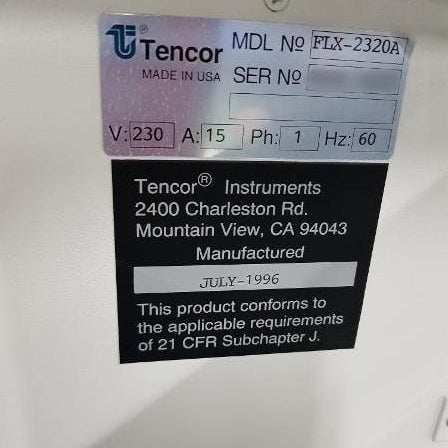 Tencor®
MADE IN USA
MDL Nº FLX-2320A
SER Nº
V: 230 A: 15 Ph: 1 Hz: 60
Tencor® Instruments
2400 Charleston Rd.
Mountain View, CA 94043
Manufactured
JULY-1996
This product conforms to
the applicable requirements
of 21 CFR Subchapter J.